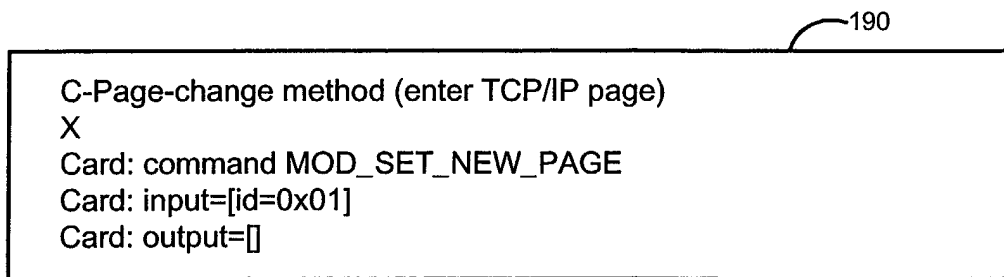 190
C-Page-change method (enter TCP/IP page)
X
Card: command MOD_SET_NEW_PAGE
Card: input=[id=0x01]
Card: output=[]